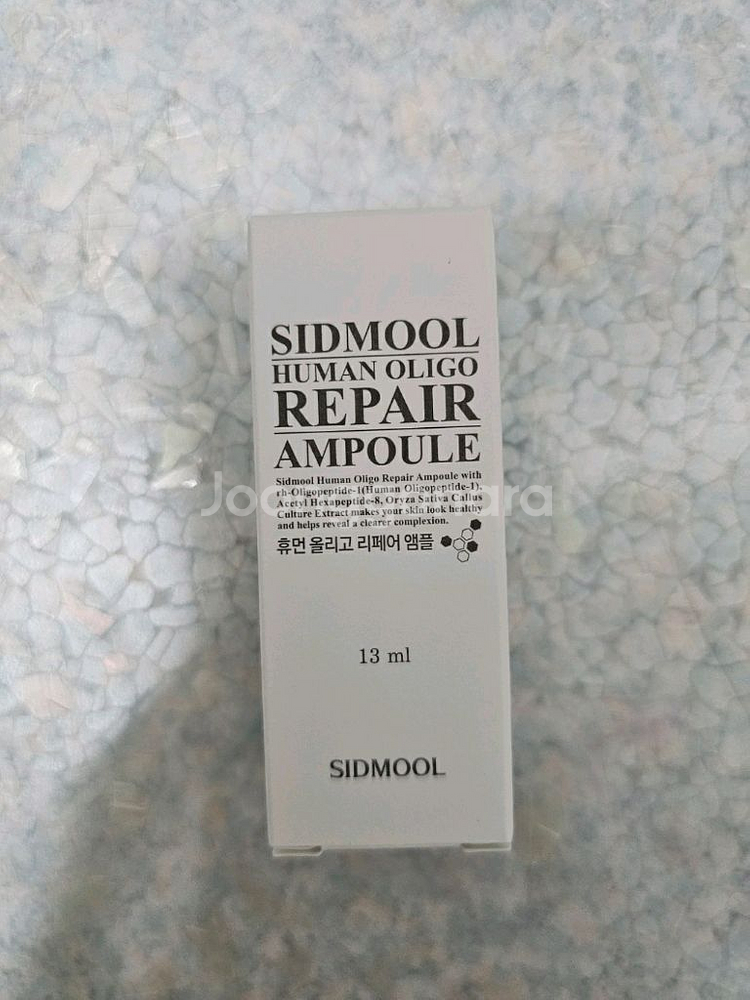 SIDMOOL
HUMAN OLIGO
REPAIR
AMPOULE
Sidmool Human Oligo Repair Ampoule with
rh-Oligopeptide-1(Human Oligopeptide-1),
Acetyl Hexapeptide-8, Oryza Sativa Callus
Culture Extract makes your skin look healthy
and helps reveal a clearer complexion.
휴먼 올리고 리페어 앰플
13 ml
SIDMOOL